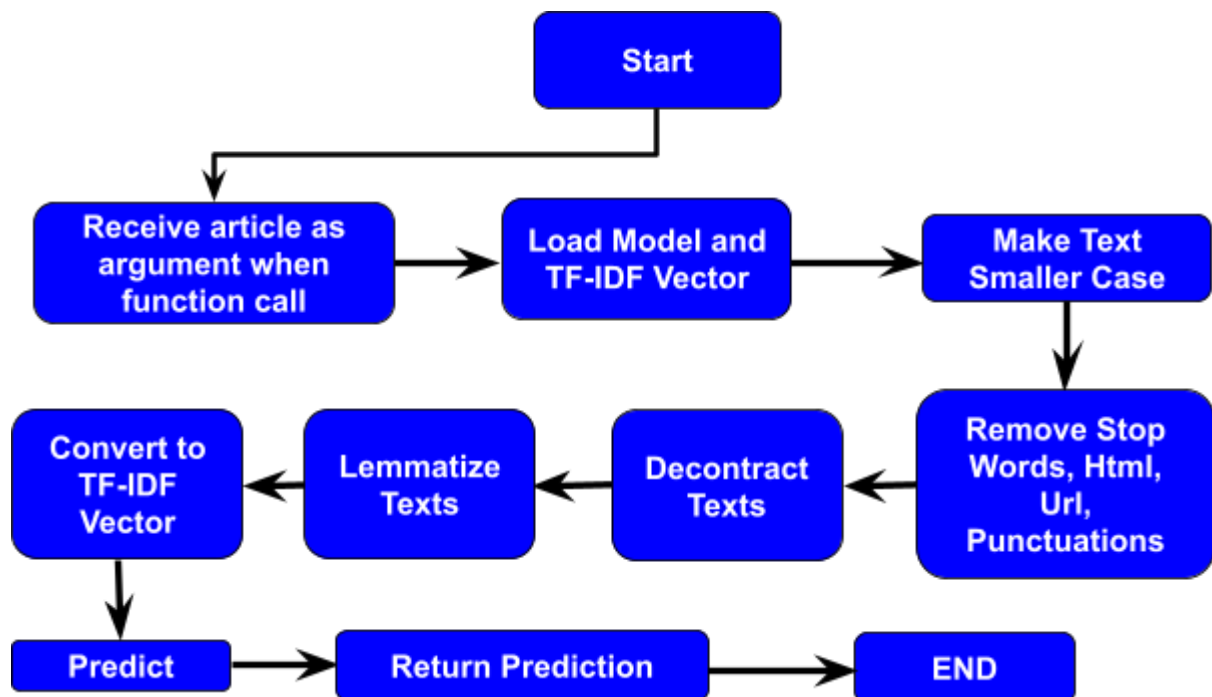 Start
Receive article as
argument when
function call
Load Model and
TF-IDF Vector
Make Text
Smaller Case
Remove Stop
Words, Html,
Url,
Punctuations
Decontract
Texts
Lemmatize
Texts
Convert to
TF-IDF
Vector
Predict
Return Prediction
END